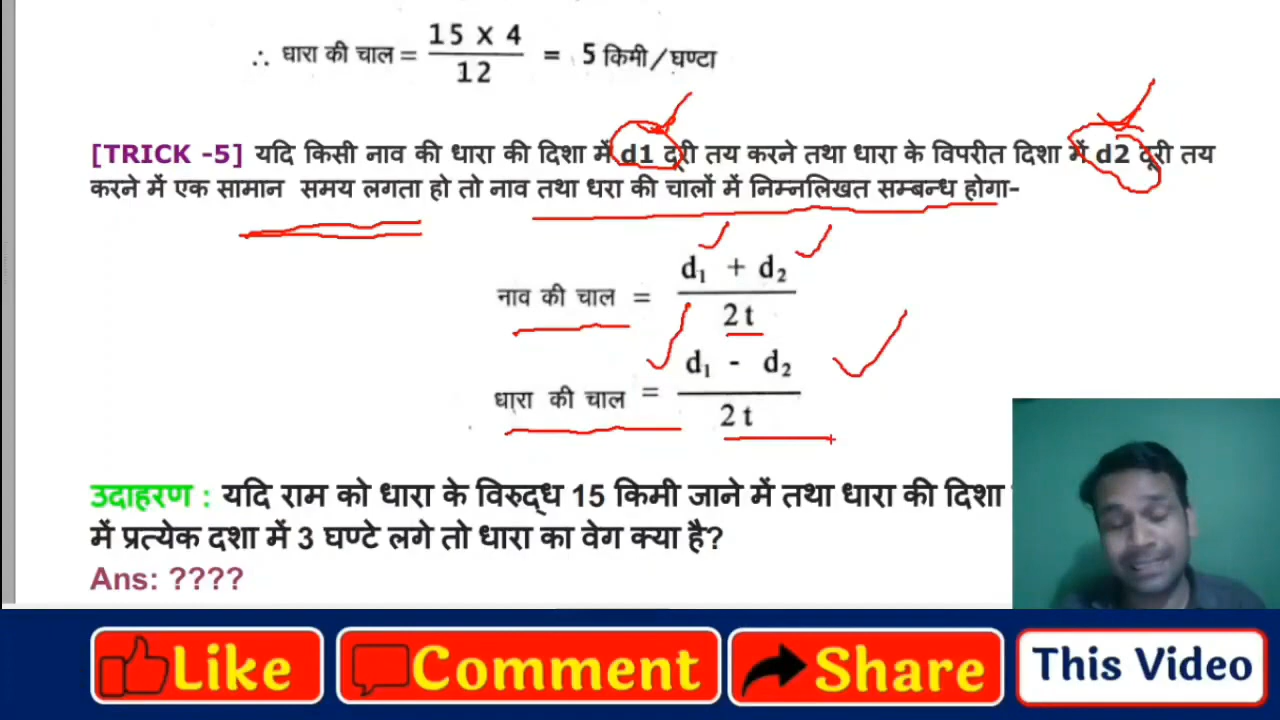 ∴ धारा की चाल = 15 X 4 / 12 = 5 किमी/घण्टा
[TRICK -5] यदि किसी नाव की धारा की दिशा में d1 दूरी तय करने तथा धारा के विपरीत दिशा में d2 दूरी तय
करने में एक सामान समय लगता हो तो नाव तथा धरा की चालों में निम्नलिखत सम्बन्ध होगा-
नाव की चाल = d₁ + d₂ / 2 t
धारा की चाल = d₁ - d₂ / 2 t
उदाहरण : यदि राम को धारा के विरुद्ध 15 किमी जाने में तथा धारा की दिशा
में प्रत्येक दशा में 3 घण्टे लगे तो धारा का वेग क्या है?
Ans: ????
Like Comment Share This Video